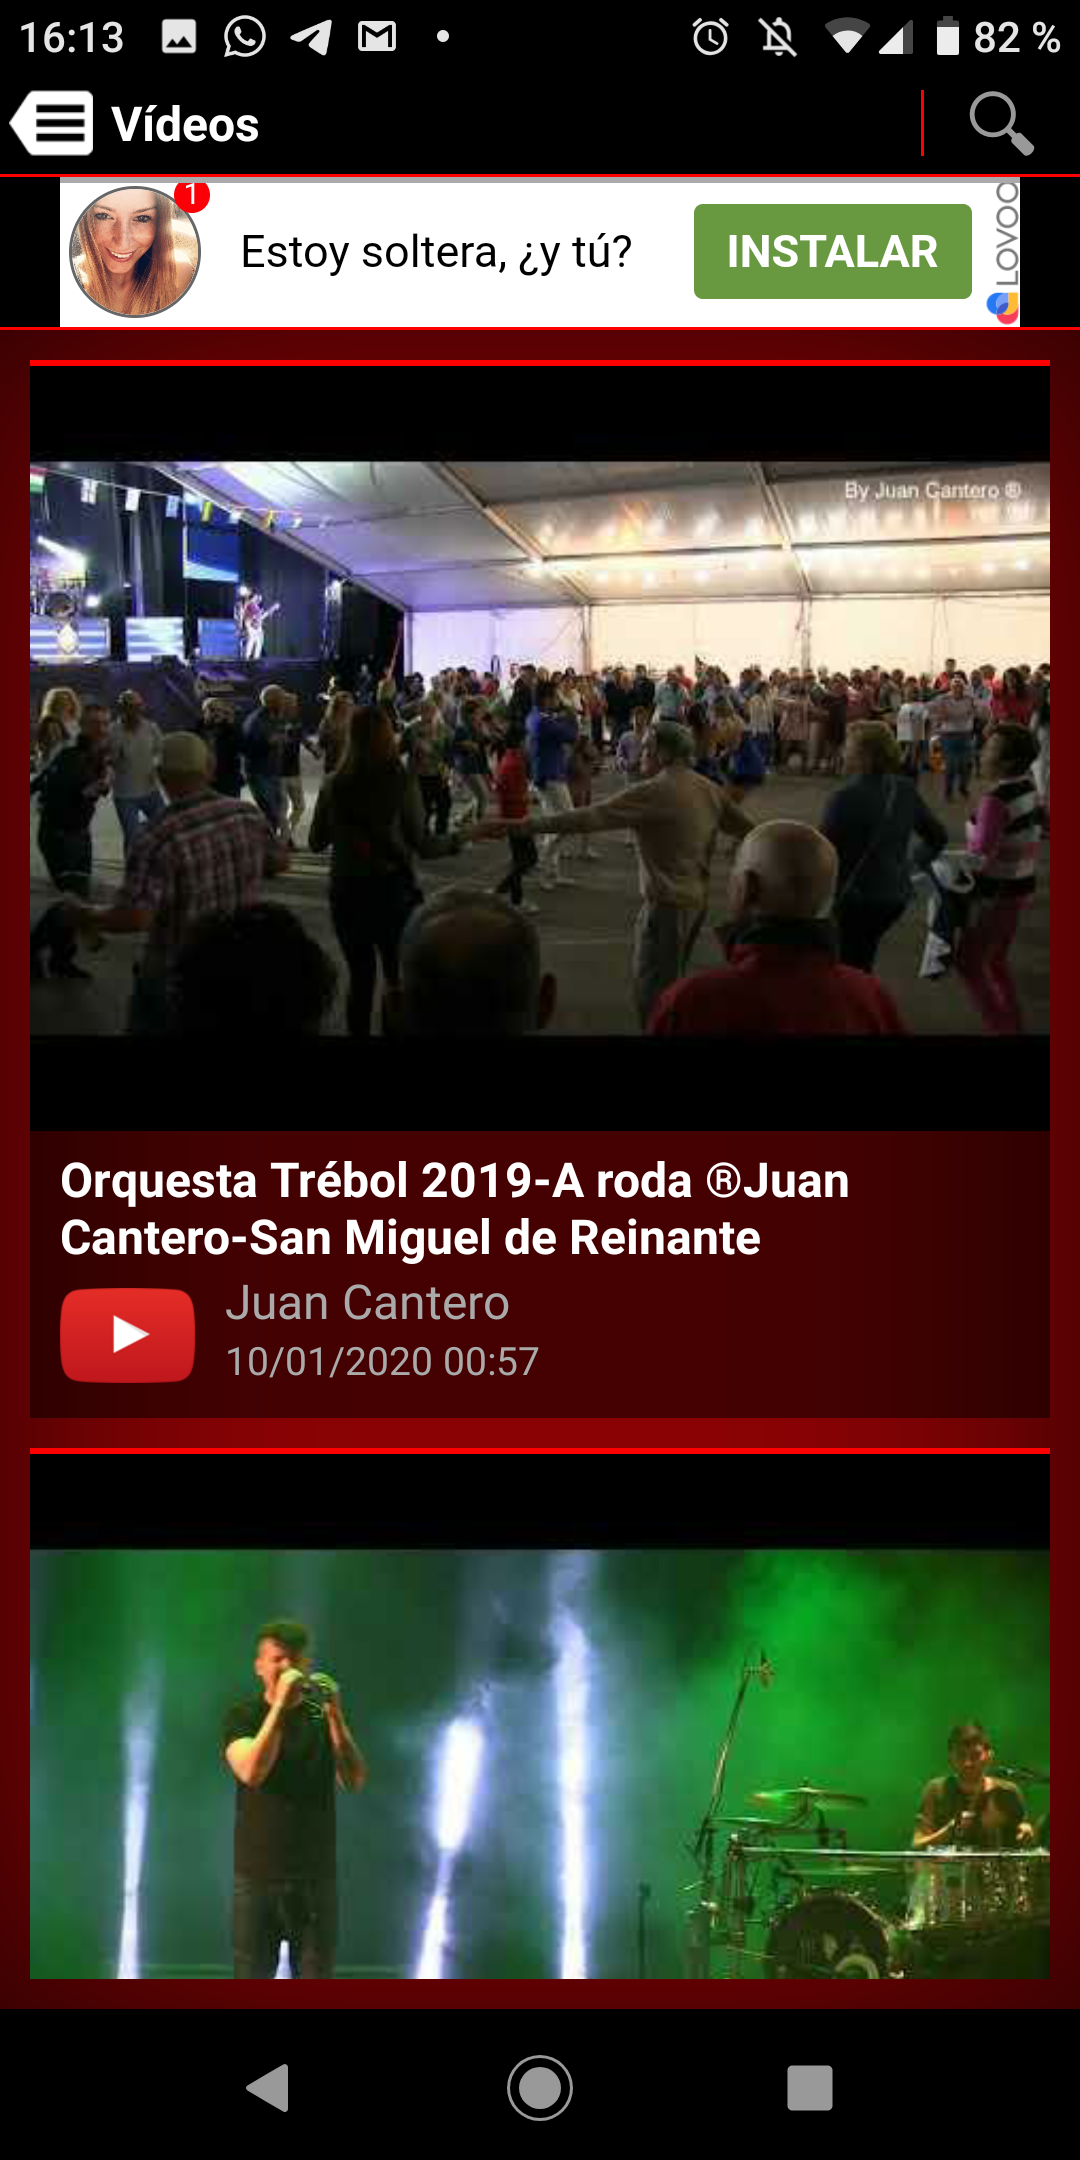 16:13
82 %
Vídeos
1
Estoy soltera, ¿y tú?
INSTALAR
LOVOO
By Juan Cantero ®
Orquesta Trébol 2019-A roda ®Juan
Cantero-San Miguel de Reinante
Juan Cantero
10/01/2020 00:57